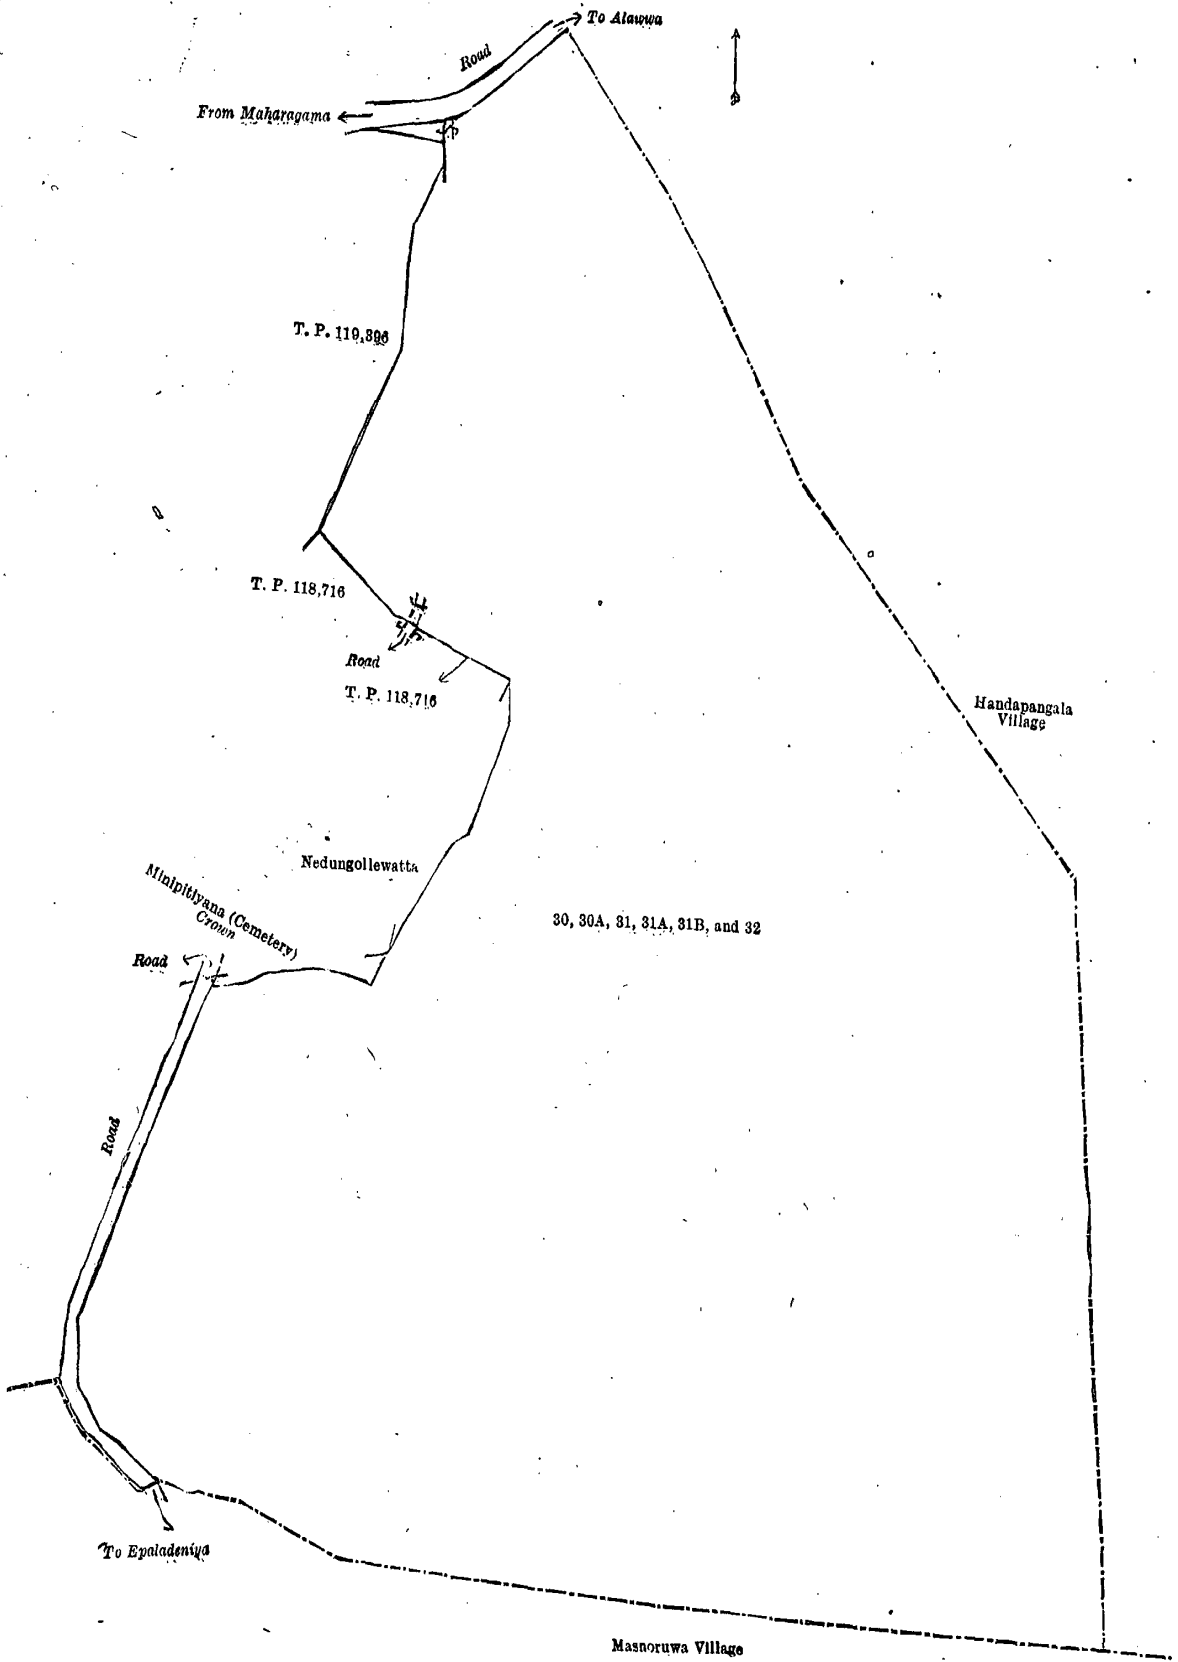 To Alawwa
Road
From Maharagama
T. P. 119,396
T. P. 118,716
Road
T. P. 118,716
Handapangala
Village
Nedungollewatta
Minipitiyana (Cemetery)
Crown
30, 30A, 31, 31A, 31B, and 32
Road
Road
To Epaladeniya
Masnoruwa Village